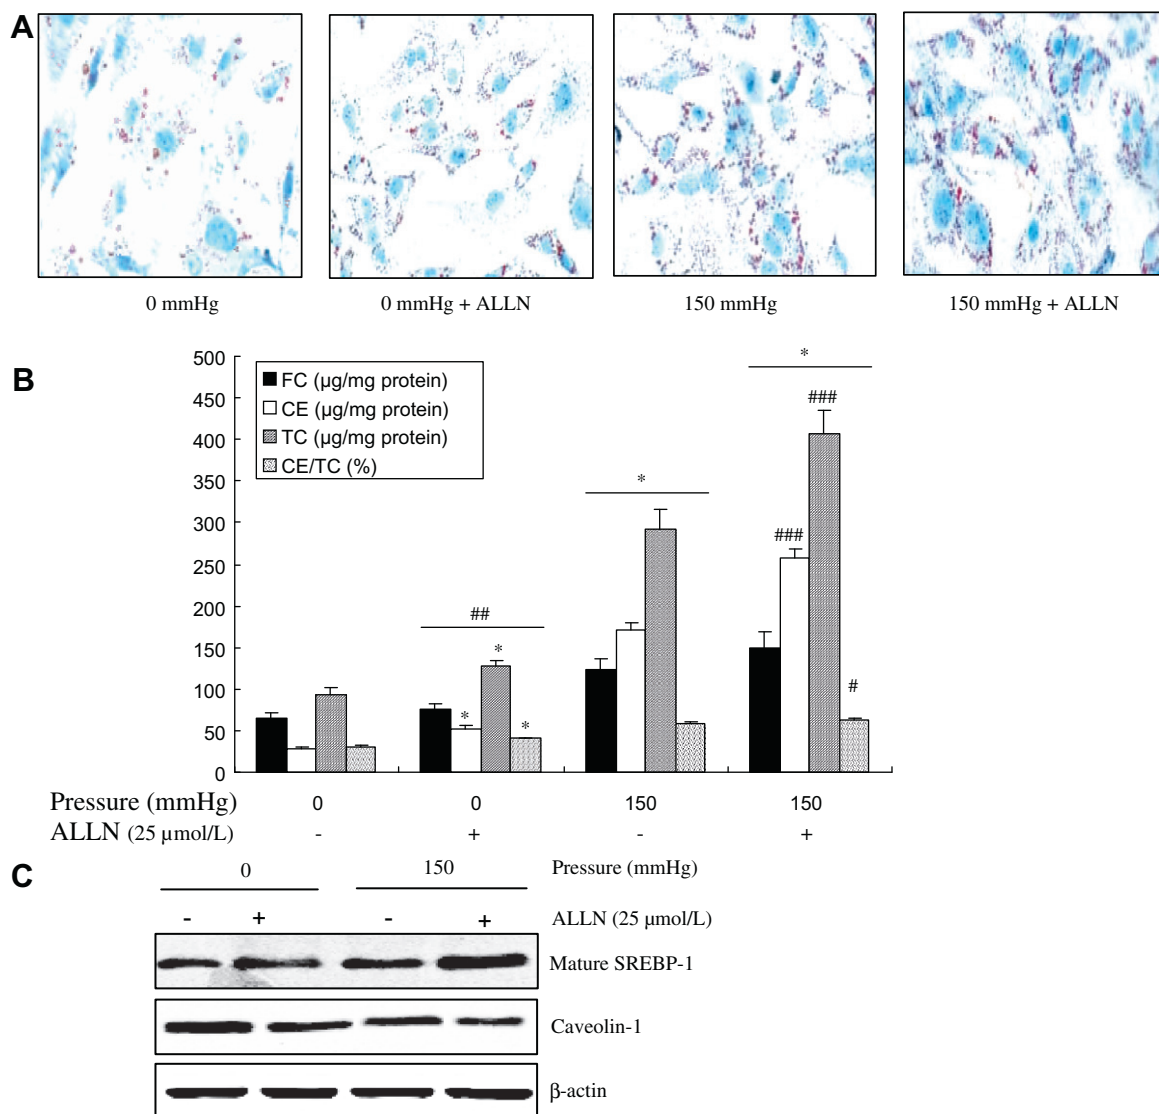 A
0 mmHg
0 mmHg + ALLN
150 mmHg
150 mmHg + ALLN
B
500
450
400
350
300
250
200
150
100
50
0
FC (µg/mg protein)
CE (µg/mg protein)
TC (µg/mg protein)
CE/TC (%)
##
*
*
*
*
*
###
###
#
Pressure (mmHg) 0 0 150 150
ALLN (25 µmol/L) - + - +
C
0 150 Pressure (mmHg)
- + - + ALLN (25 µmol/L)
Mature SREBP-1
Caveolin-1
β-actin